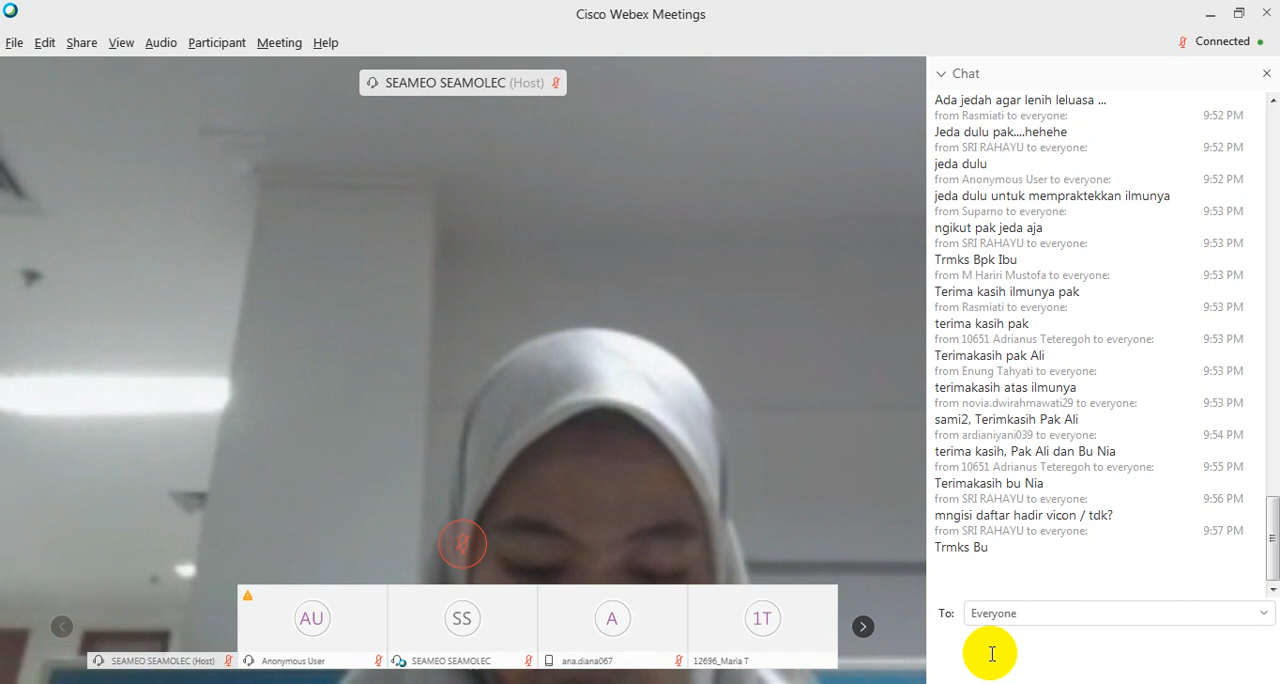 Cisco Webex Meetings
File Edit Share View Audio Participant Meeting Help
Connected
SEAMEO SEAMOLEC (Host)
Chat
Ada jedah agar lenih leluasa ...
from Rasmiati to everyone: 9:52 PM
Jeda dulu pak....hehehe
from SRI RAHAYU to everyone: 9:52 PM
jeda dulu
from Anonymous User to everyone: 9:52 PM
jeda dulu untuk mempraktekkan ilmunya
from Suparno to everyone: 9:53 PM
ngikut pak jeda aja
from SRI RAHAYU to everyone: 9:53 PM
Trmks Bpk Ibu
from M Hariri Mustofa to everyone: 9:53 PM
Terima kasih ilmunya pak
from Rasmiati to everyone: 9:53 PM
terima kasih pak
from 10651 Adrianus Teteregoh to everyone: 9:53 PM
Terimakasih pak Ali
from Enung Tahyati to everyone: 9:53 PM
terimakasih atas ilmunya
from novia.dwirahmawati29 to everyone: 9:53 PM
sami2, Terimkasih Pak Ali
from ardianiyani039 to everyone: 9:54 PM
terima kasih, Pak Ali dan Bu Nia
from 10651 Adrianus Teteregoh to everyone: 9:55 PM
Terimakasih bu Nia
from SRI RAHAYU to everyone: 9:56 PM
mngisi daftar hadir vicon / tdk?
from SRI RAHAYU to everyone: 9:57 PM
Trmks Bu
To: Everyone
AU SS A 1T
SEAMEO SEAMOLEC (Host) Anonymous User SEAMEO SEAMOLEC ana.diana067 12696_Maria T